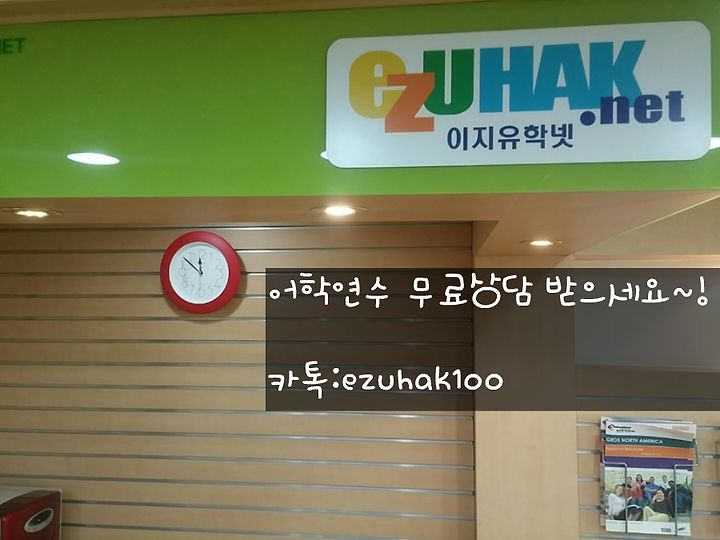 NET
ezUHAK
.net
이지유학넷
어학연수 무료상담 받으세요~!
카톡:ezuhak100
GEOS NORTH AMERICA